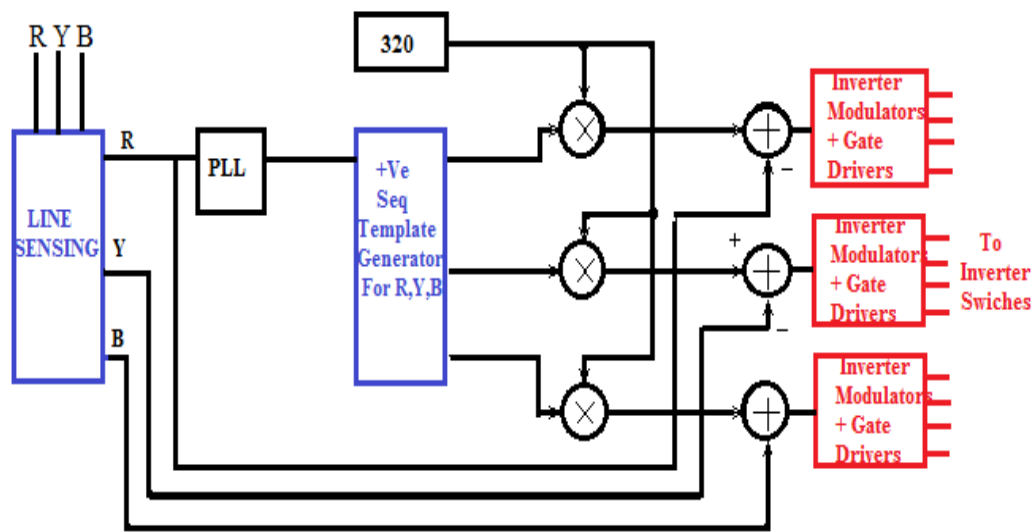 R Y B
320
LINE
SENSING
R
Y
B
PLL
+Ve
Seq
Template
Generator
For R,Y,B
×
×
×
+
+
+
+
−
−
Inverter
Modulators
+ Gate
Drivers
Inverter
Modulators
+ Gate
Drivers
To
Inverter
Swiches
Inverter
Modulators
+ Gate
Drivers